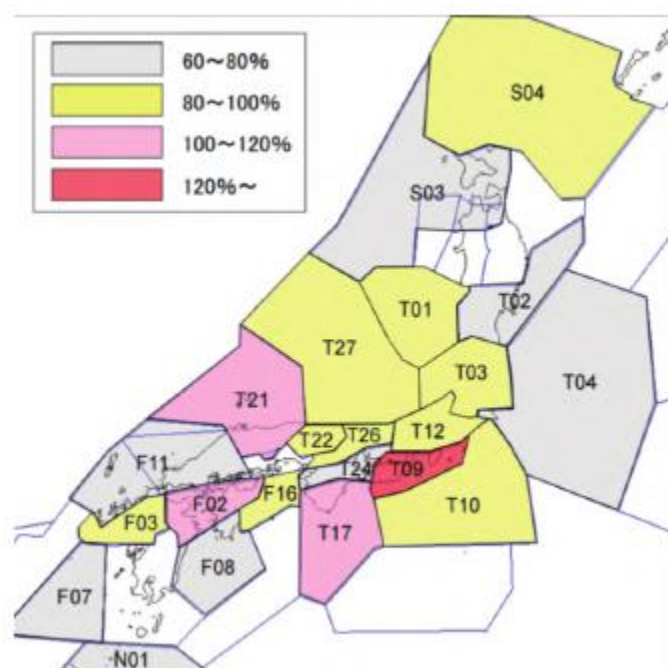 60～80%
80～100%
100～120%
120%～
S04
S03
T02
T01
T27
T03
T04
T21
T22
T26
T12
F11
T24
T09
F02
F16
F03
T10
T17
F08
F07
N01